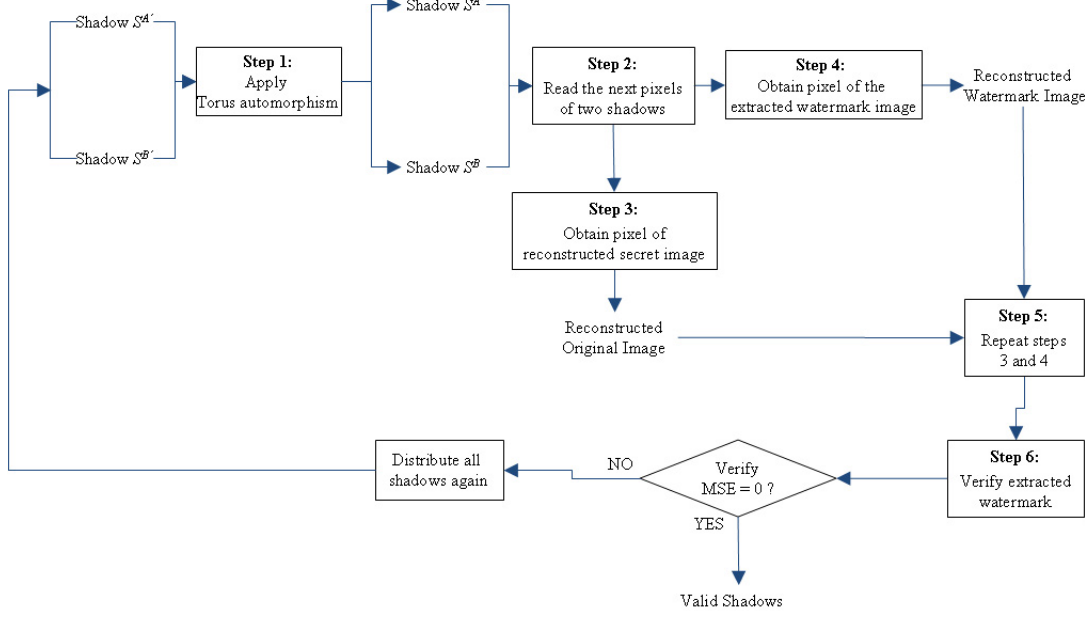 Shadow S^A´
Shadow S^B´
Step 1:
Apply
Torus automorphism
Shadow S^A
Shadow S^B
Step 2:
Read the next pixels
of two shadows
Step 4:
Obtain pixel of the
extracted watermark image
Reconstructed
Watermark Image
Step 3:
Obtain pixel of
reconstructed secret image
Reconstructed
Original Image
Step 5:
Repeat steps
3 and 4
Step 6:
Verify extracted
watermark
Verify
MSE = 0 ?
NO
YES
Distribute all
shadows again
Valid Shadows